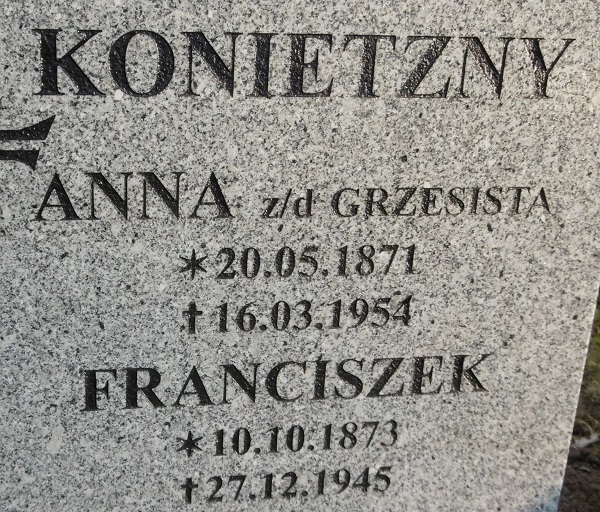 KONIETZNY
ANNA z/d GRZESISTA
*20.05.1871
†16.03.1954
FRANCISZEK
*10.10.1873
†27.12.1945